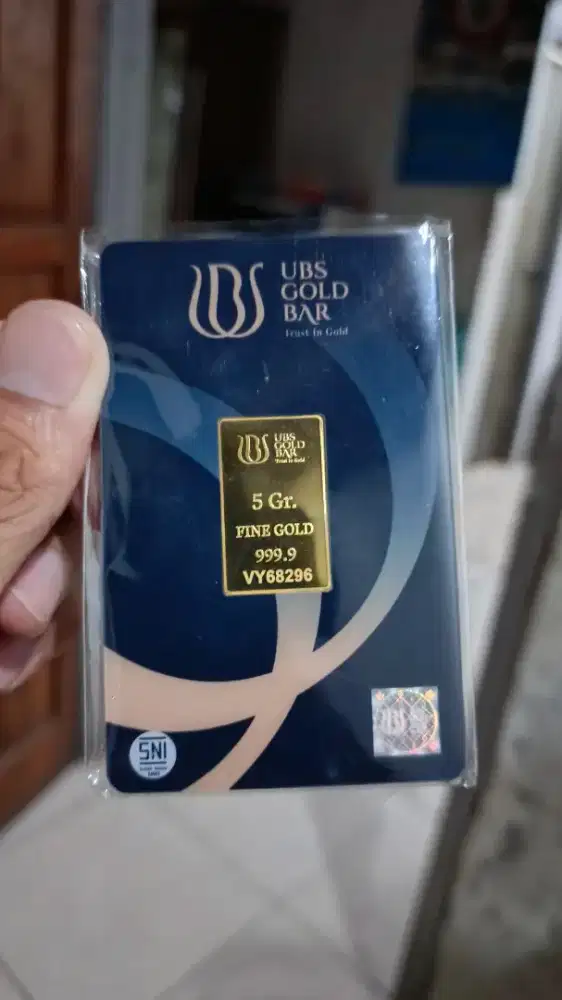 UBS
GOLD
BAR
Trust In Gold
UBS
GOLD
BAR
Trust In Gold
5 Gr.
FINE GOLD
999.9
VY68296
SNI
UBS